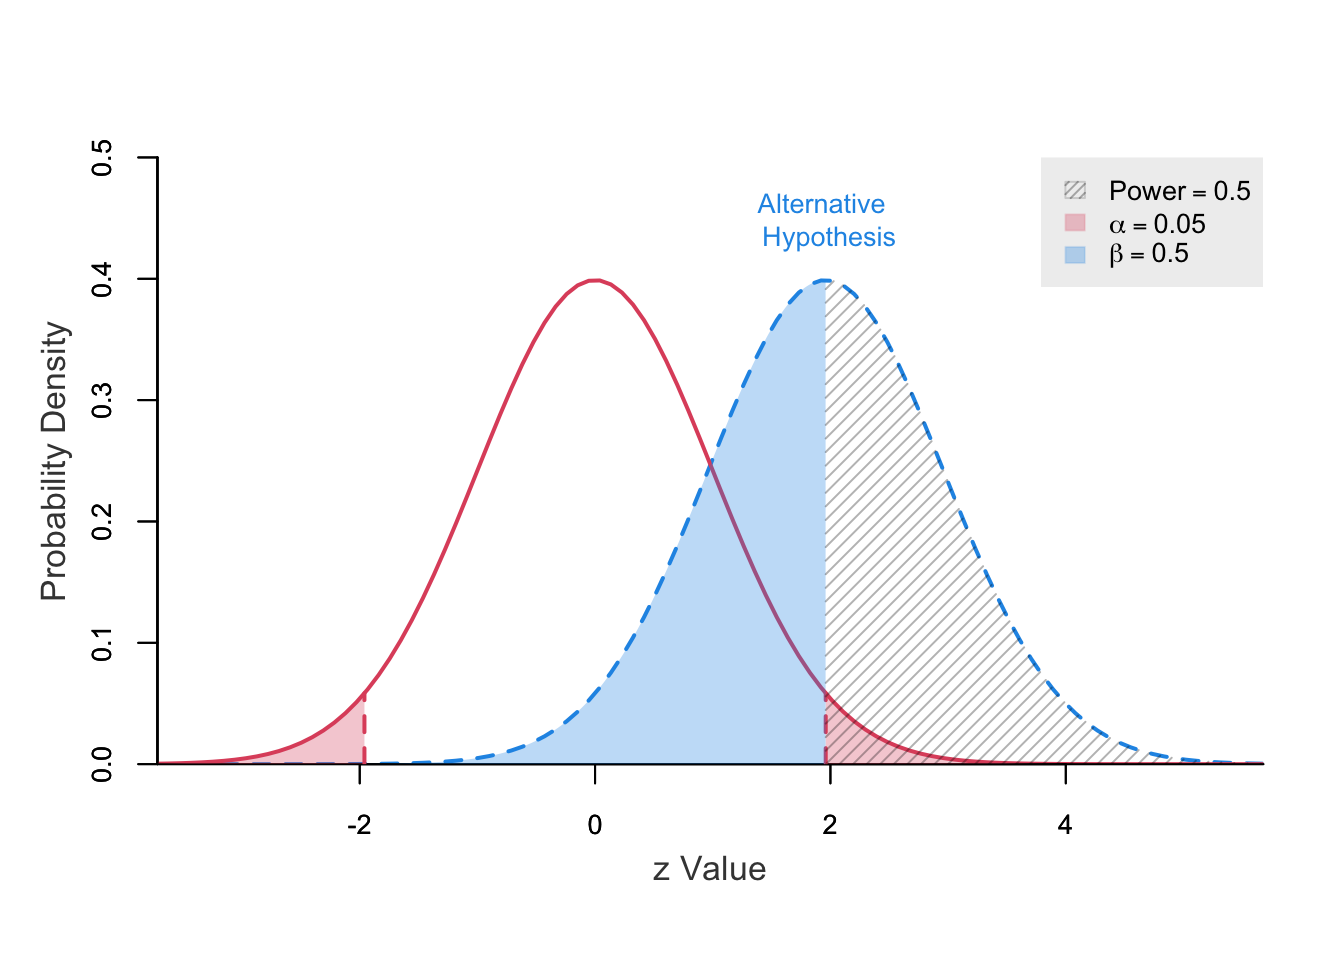 Alternative
Hypothesis
Power = 0.5
α = 0.05
β = 0.5
0.5
0.4
0.3
0.2
0.1
0.0
Probability Density
-2 0 2 4
z Value